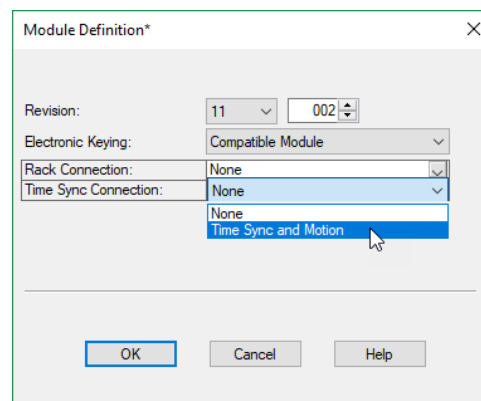 Module Definition*
Revision: 11 002
Electronic Keying: Compatible Module
Rack Connection: None
Time Sync Connection: None
None
Time Sync and Motion
OK Cancel Help